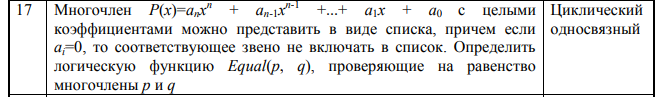 17 Многочлен P(x)=aₙxⁿ + aₙ₋₁xⁿ⁻¹ +...+ a₁x + a₀ с целыми Циклический
коэффициентами можно представить в виде списка, причем если односвязный
aᵢ=0, то соответствующее звено не включать в список. Определить
логическую функцию Equal(p, q), проверяющие на равенство
многочлены p и q